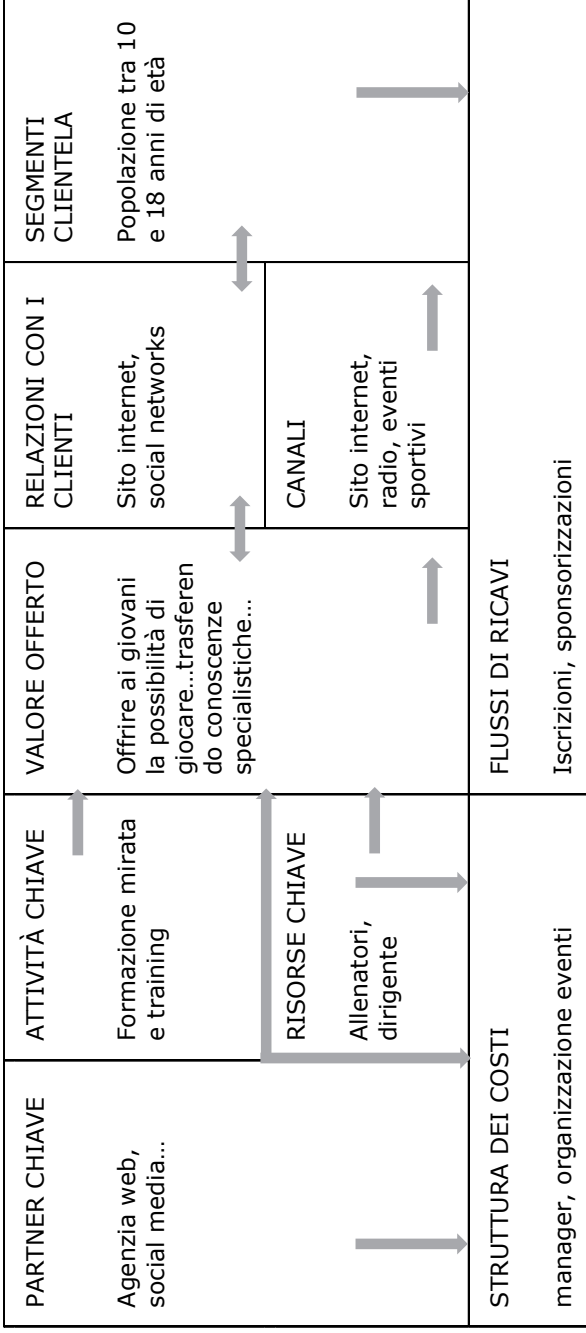 PARTNER CHIAVE
Agenzia web,
social media...
ATTIVITÀ CHIAVE
Formazione mirata
e training
RISORSE CHIAVE
Allenatori,
dirigente
VALORE OFFERTO
Offrire ai giovani
la possibilità di
giocare...trasferen
do conoscenze
specialistiche...
RELAZIONI CON I
CLIENTI
Sito internet,
social networks
CANALI
Sito internet,
radio, eventi
sportivi
SEGMENTI
CLIENTELA
Popolazione tra 10
e 18 anni di età
STRUTTURA DEI COSTI
manager, organizzazione eventi
FLUSSI DI RICAVI
Iscrizioni, sponsorizzazioni